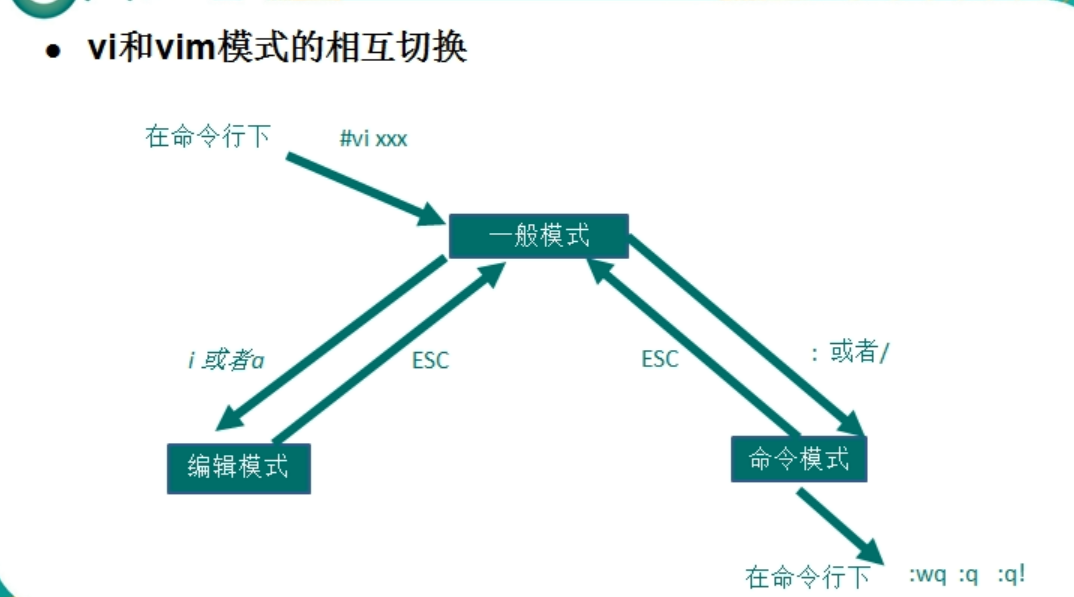 • vi和vim模式的相互切换
在命令行下 #vi xxx
一般模式
i 或者a
ESC
ESC
: 或者/
编辑模式
命令模式
在命令行下 :wq :q :q!